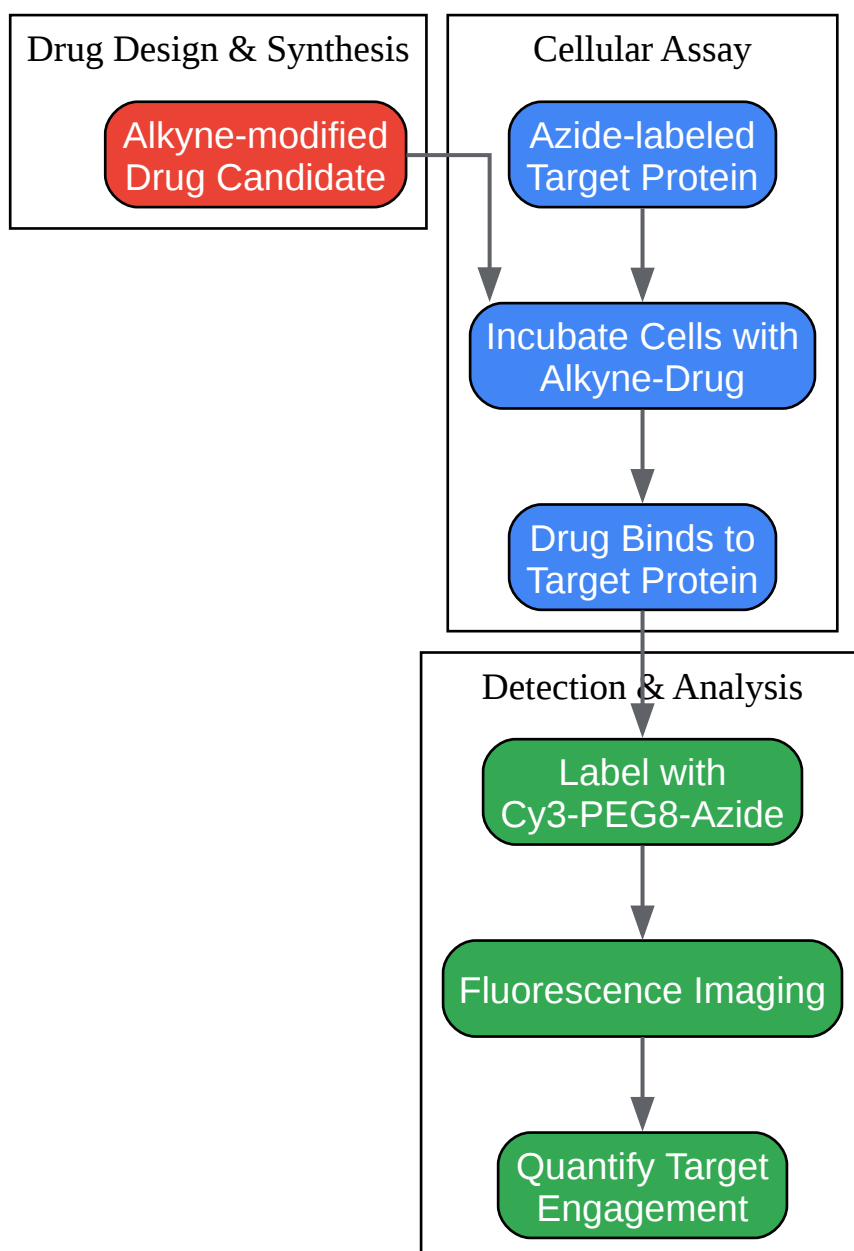 Drug Design & Synthesis
Alkyne-modified
Drug Candidate
Cellular Assay
Azide-labeled
Target Protein
Incubate Cells with
Alkyne-Drug
Drug Binds to
Target Protein
Detection & Analysis
Label with
Cy3-PEG8-Azide
Fluorescence Imaging
Quantify Target
Engagement